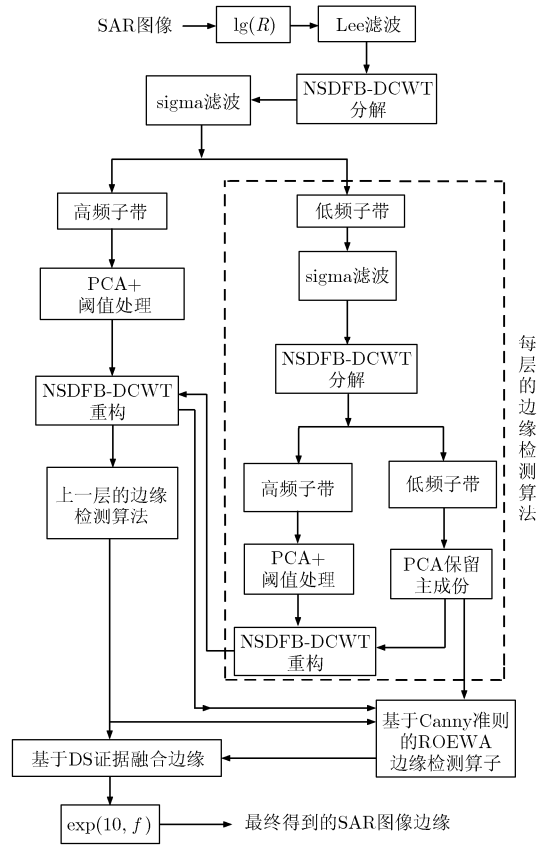 SAR图像
lg(R)
Lee滤波
NSDFB-DCWT
分解
sigma滤波
高频子带
低频子带
PCA+
阈值处理
sigma滤波
NSDFB-DCWT
重构
NSDFB-DCWT
分解
每层的边缘检测算法
上一层的边缘
检测算法
高频子带
低频子带
PCA+
阈值处理
PCA保留
主成份
NSDFB-DCWT
重构
基于Canny准则
的ROEWA
边缘检测算子
基于DS证据融合边缘
exp(10, f)
最终得到的SAR图像边缘